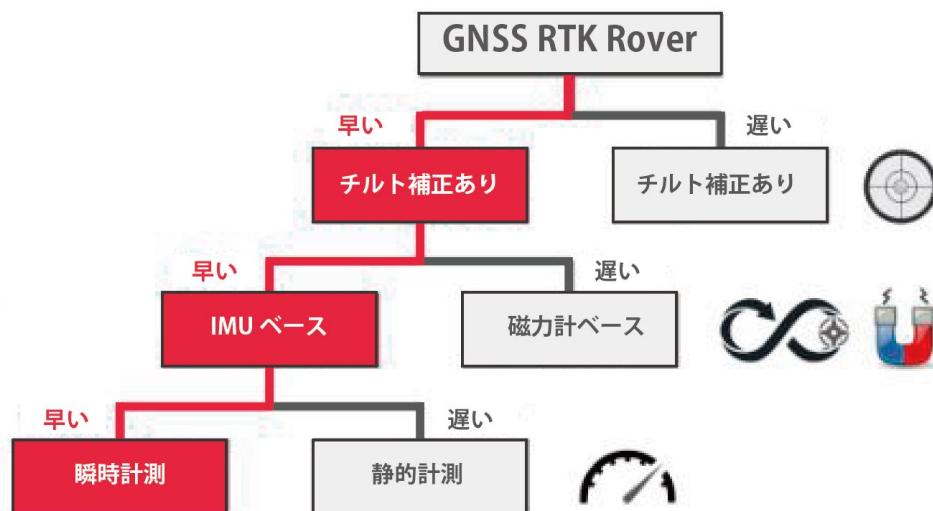 GNSS RTK Rover
早い
遅い
チルト補正あり
チルト補正あり
早い
遅い
IMU ベース
磁力計ベース
早い
遅い
瞬時計測
静的計測